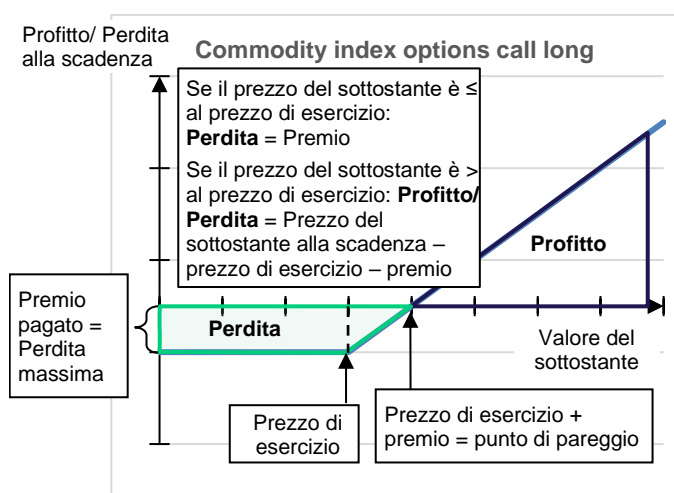 Profitto/ Perdita
alla scadenza
Commodity index options call long
Se il prezzo del sottostante è ≤
al prezzo di esercizio:
Perdita = Premio
Se il prezzo del sottostante è >
al prezzo di esercizio: Profitto/
Perdita = Prezzo del
sottostante alla scadenza –
prezzo di esercizio – premio
Profitto
Premio
pagato =
Perdita
massima
Perdita
Valore del
sottostante
Prezzo di
esercizio
Prezzo di esercizio +
premio = punto di pareggio